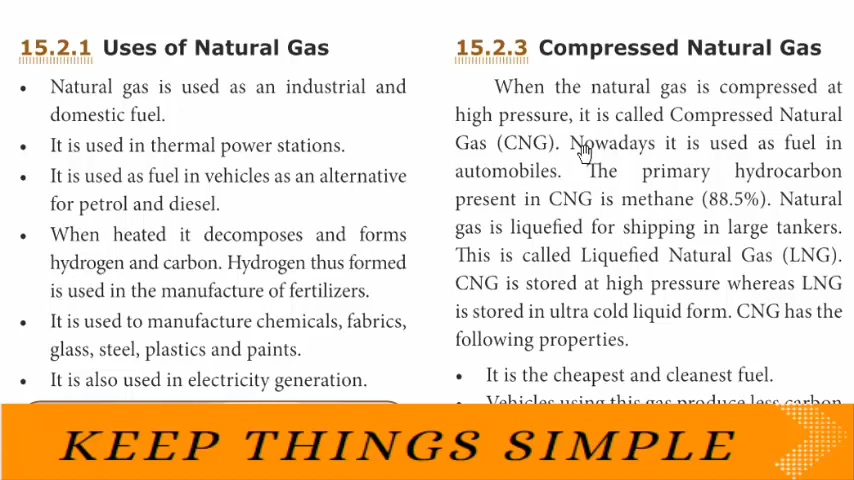 15.2.1 Uses of Natural Gas
• Natural gas is used as an industrial and
domestic fuel.
• It is used in thermal power stations.
• It is used as fuel in vehicles as an alternative
for petrol and diesel.
• When heated it decomposes and forms
hydrogen and carbon. Hydrogen thus formed
is used in the manufacture of fertilizers.
• It is used to manufacture chemicals, fabrics,
glass, steel, plastics and paints.
• It is also used in electricity generation.
15.2.3 Compressed Natural Gas
When the natural gas is compressed at
high pressure, it is called Compressed Natural
Gas (CNG). Nowadays it is used as fuel in
automobiles. The primary hydrocarbon
present in CNG is methane (88.5%). Natural
gas is liquefied for shipping in large tankers.
This is called Liquefied Natural Gas (LNG).
CNG is stored at high pressure whereas LNG
is stored in ultra cold liquid form. CNG has the
following properties.
• It is the cheapest and cleanest fuel.
• Vehicles using this gas produce less carbon
KEEP THINGS SIMPLE